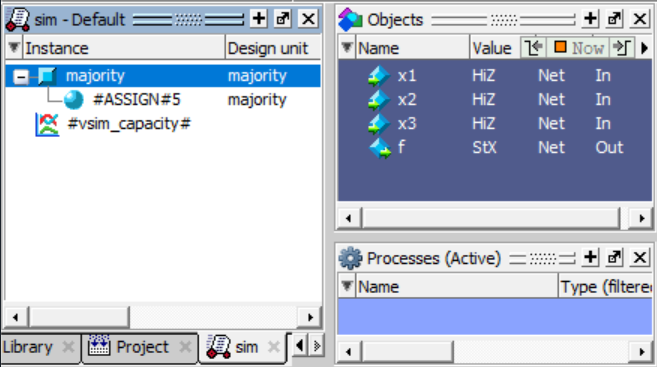 sim - Default
Instance Design unit
majority majority
#ASSIGN#5 majority
#vsim_capacity#
Library Project sim
Objects
Name Value Now
x1 HiZ Net In
x2 HiZ Net In
x3 HiZ Net In
f StX Net Out
Processes (Active)
Name Type (filtere